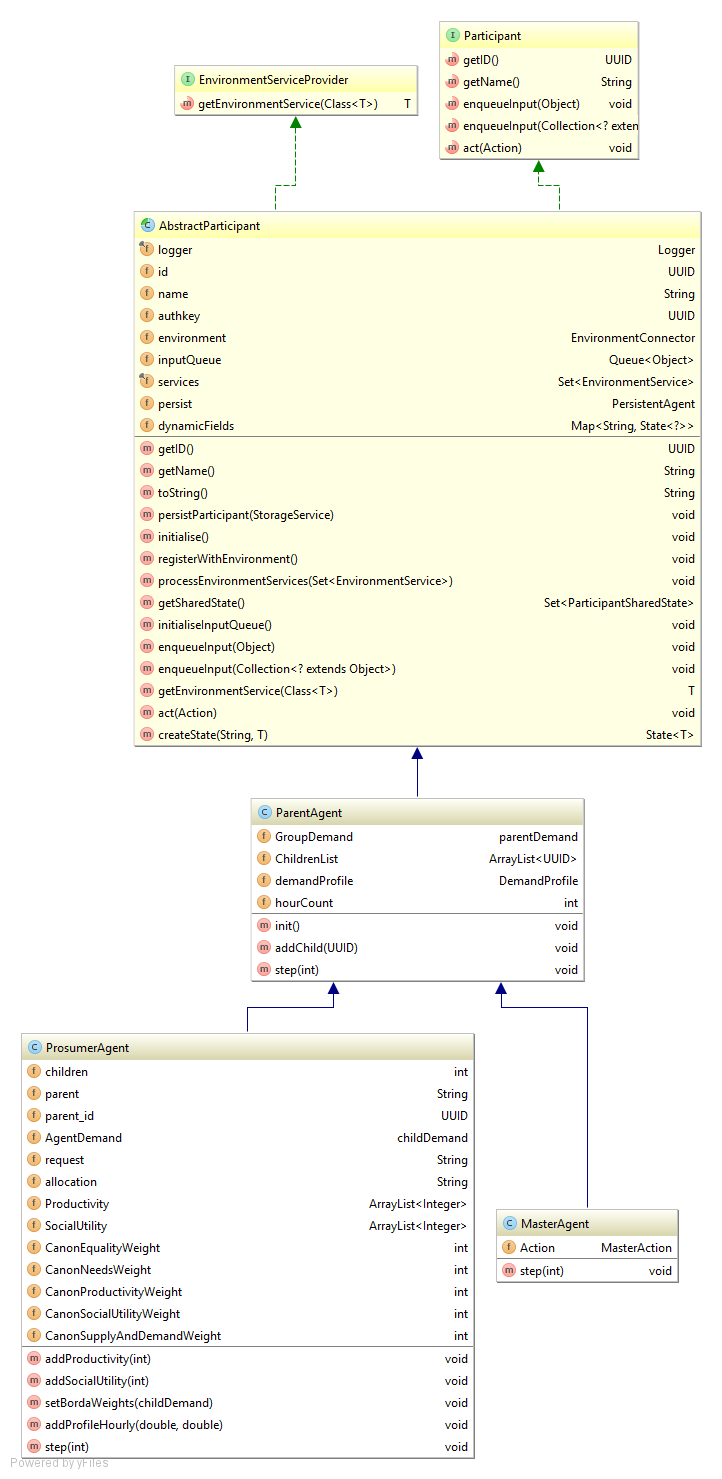 Participant
getID() UUID
getName() String
enqueueInput(Object) void
enqueueInput(Collection<? exten
act(Action) void
EnvironmentServiceProvider
getEnvironmentService(Class<T>) T
AbstractParticipant
logger Logger
id UUID
name String
authkey UUID
environment EnvironmentConnector
inputQueue Queue<Object>
services Set<EnvironmentService>
persist PersistentAgent
dynamicFields Map<String, State<?>>
getID() UUID
getName() String
toString() String
persistParticipant(StorageService) void
initialise() void
registerWithEnvironment() void
processEnvironmentServices(Set<EnvironmentService>) void
getSharedState() Set<ParticipantSharedState>
initialiseInputQueue() void
enqueueInput(Object) void
enqueueInput(Collection<? extends Object>) void
getEnvironmentService(Class<T>) T
act(Action) void
createState(String, T) State<T>
ParentAgent
GroupDemand parentDemand
ChildrenList ArrayList<UUID>
demandProfile DemandProfile
hourCount int
init() void
addChild(UUID) void
step(int) void
ProsumerAgent
children int
parent String
parent_id UUID
AgentDemand childDemand
request String
allocation String
Productivity ArrayList<Integer>
SocialUtility ArrayList<Integer>
CanonEqualityWeight int
CanonNeedsWeight int
CanonProductivityWeight int
CanonSocialUtilityWeight int
CanonSupplyAndDemandWeight int
addProductivity(int) void
addSocialUtility(int) void
setBordaWeights(childDemand) void
addProfileHourly(double, double) void
step(int) void
MasterAgent
Action MasterAction
step(int) void
Powered by yFiles